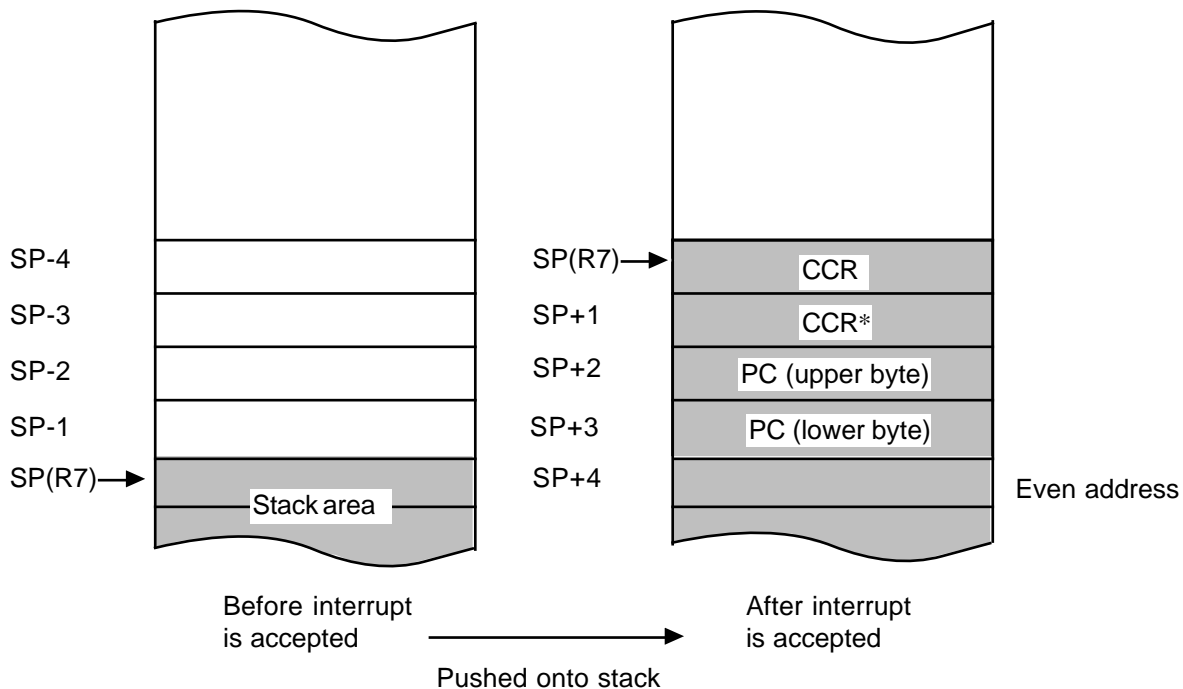 SP-4
SP-3
SP-2
SP-1
SP(R7)
Stack area
SP(R7)
SP+1
SP+2
SP+3
SP+4
CCR
CCR*
PC (upper byte)
PC (lower byte)
Even address
Before interrupt
is accepted
After interrupt
is accepted
Pushed onto stack